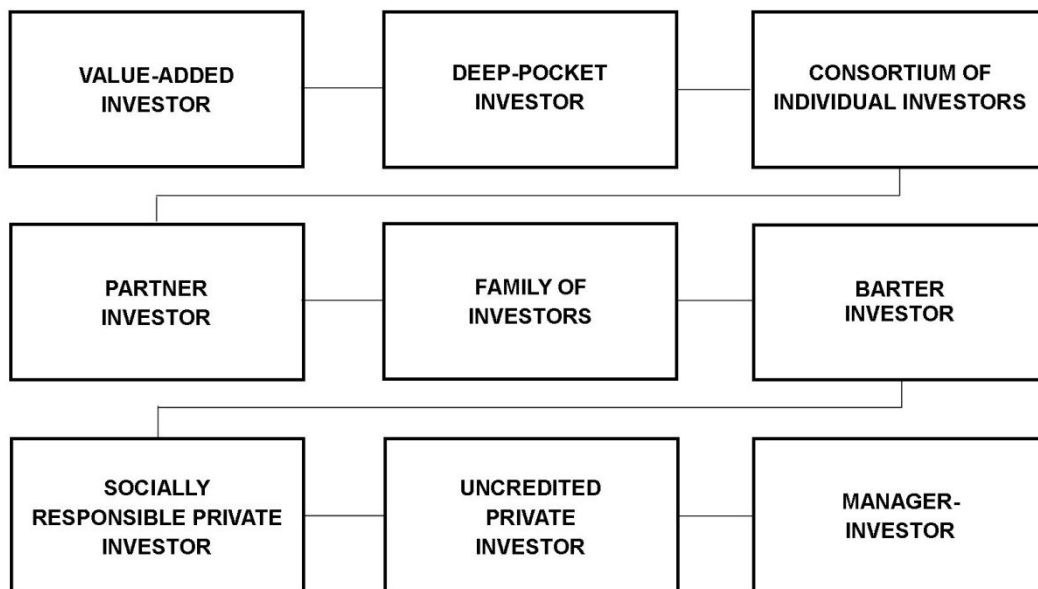 VALUE-ADDED
INVESTOR
DEEP-POCKET
INVESTOR
CONSORTIUM OF
INDIVIDUAL INVESTORS
PARTNER
INVESTOR
FAMILY OF
INVESTORS
BARTER
INVESTOR
SOCIALLY
RESPONSIBLE PRIVATE
INVESTOR
UNCREDITED
PRIVATE
INVESTOR
MANAGER-
INVESTOR